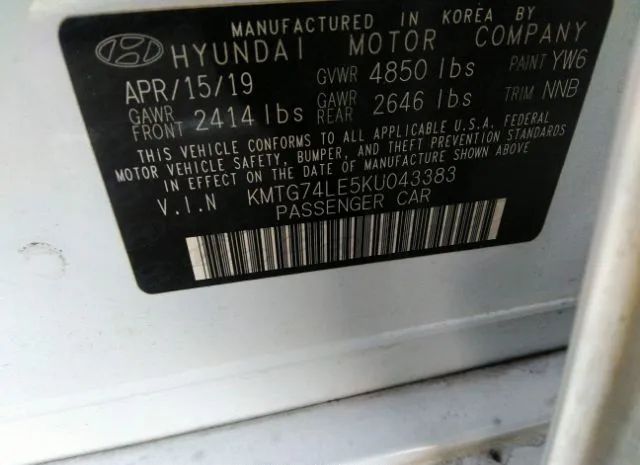 MANUFACTURED IN KOREA BY
HYUNDAI MOTOR COMPANY
APR/15/19 GVWR 4850 lbs PAINT YW6
GAWR FRONT 2414 lbs GAWR REAR 2646 lbs TRIM NNB
THIS VEHICLE CONFORMS TO ALL APPLICABLE U.S.A. FEDERAL
MOTOR VEHICLE SAFETY, BUMPER, AND THEFT PREVENTION STANDARDS
IN EFFECT ON THE DATE OF MANUFACTURE SHOWN ABOVE.
V.I.N KMTG74LE5KU043383
PASSENGER CAR